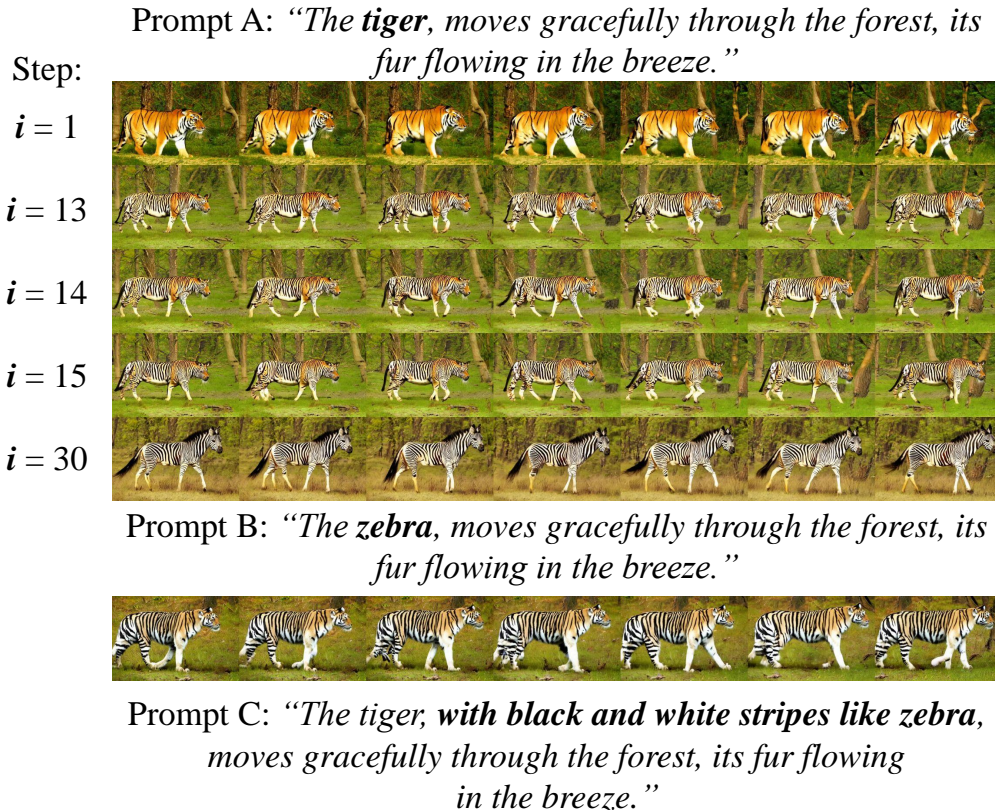 Prompt A: “The tiger, moves gracefully through the forest, its
fur flowing in the breeze.”
Step:
i = 1
i = 13
i = 14
i = 15
i = 30
Prompt B: “The zebra, moves gracefully through the forest, its
fur flowing in the breeze.”
Prompt C: “The tiger, with black and white stripes like zebra,
moves gracefully through the forest, its fur flowing
in the breeze.”